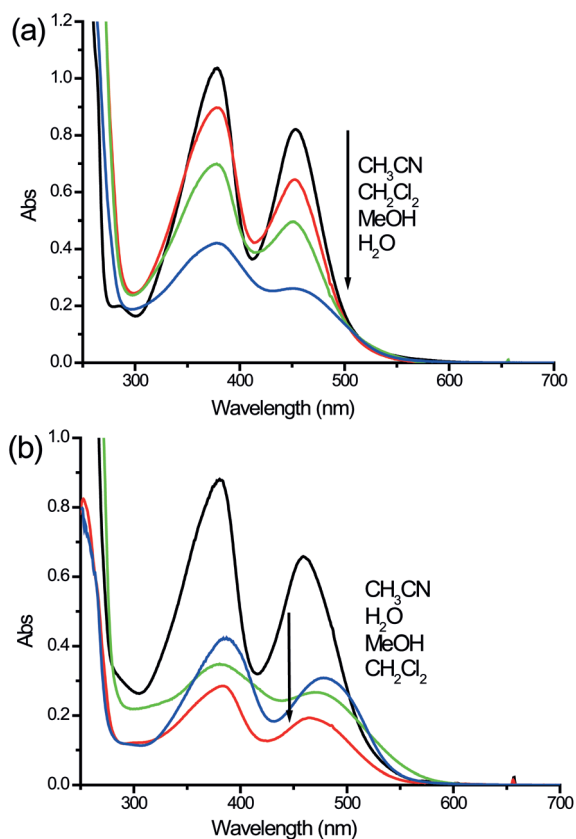 (a)
1.2
1.0
0.8
0.6
0.4
0.2
0.0
Abs
CH₃CN
CH₂Cl₂
MeOH
H₂O
300 400 500 600 700
Wavelength (nm)
(b)
1.0
0.8
0.6
0.4
0.2
0.0
Abs
CH₃CN
H₂O
MeOH
CH₂Cl₂
300 400 500 600 700
Wavelength (nm)